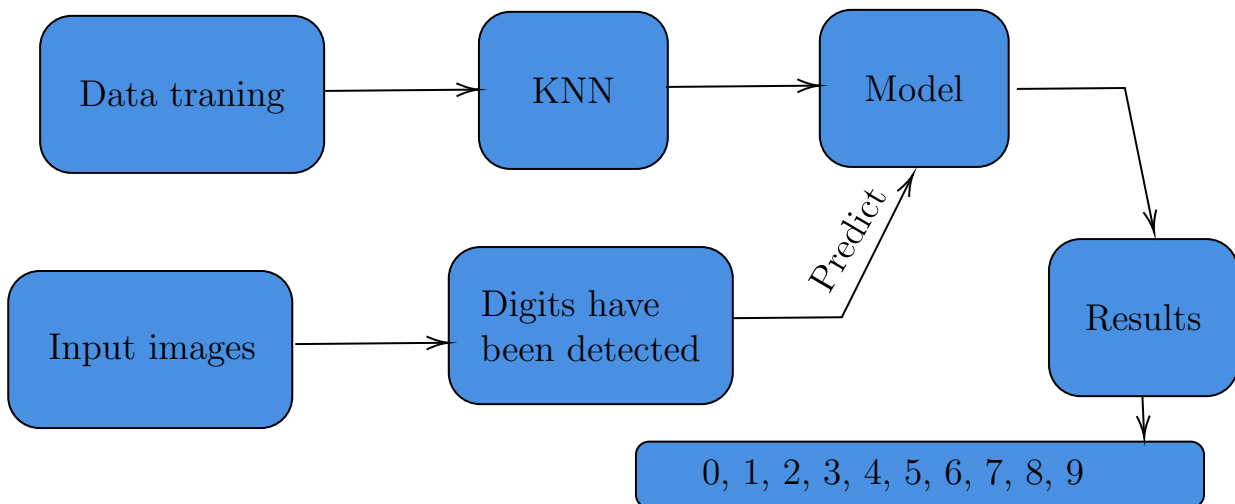 Data traning
KNN
Model
Predict
Input images
Digits have
been detected
Results
0, 1, 2, 3, 4, 5, 6, 7, 8, 9